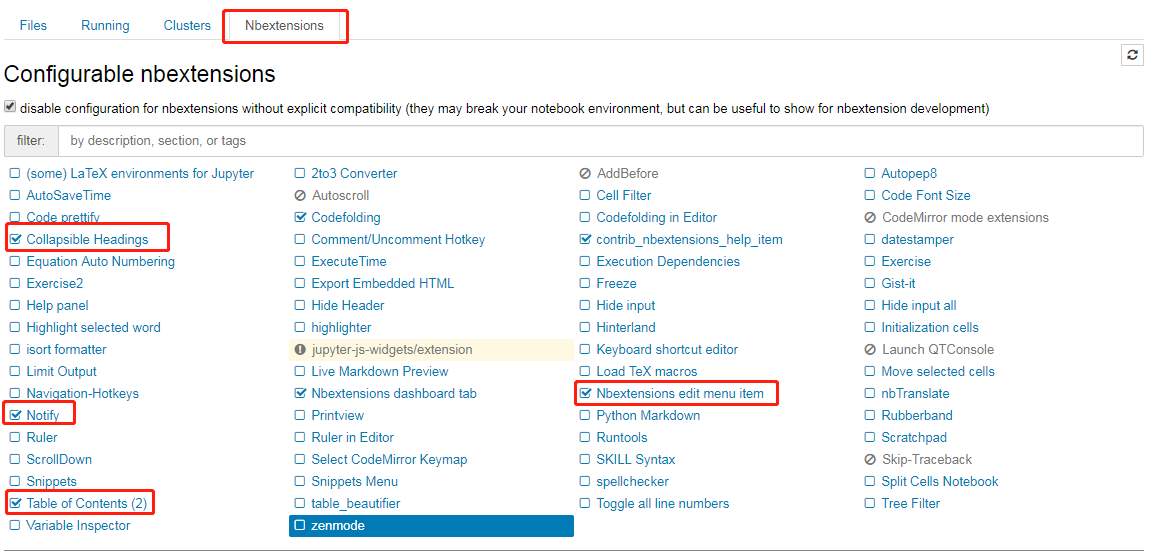 Files Running Clusters Nbextensions
Configurable nbextensions
disable configuration for nbextensions without explicit compatibility (they may break your notebook environment, but can be useful to show for nbextension development)
filter: by description, section, or tags
(some) LaTeX environments for Jupyter 2to3 Converter AddBefore Autopep8
AutoSaveTime Autoscroll Cell Filter Code Font Size
Code prettify Codefolding Codefolding in Editor CodeMirror mode extensions
Collapsible Headings Comment/Uncomment Hotkey contrib_nbextensions_help_item datestamper
Equation Auto Numbering ExecuteTime Execution Dependencies Exercise
Exercise2 Export Embedded HTML Freeze Gist-it
Help panel Hide Header Hide input Hide input all
Highlight selected word highlighter Hinterland Initialization cells
isort formatter jupyter-js-widgets/extension Keyboard shortcut editor Launch QTConsole
Limit Output Live Markdown Preview Load TeX macros Move selected cells
Navigation-Hotkeys Nbextensions dashboard tab Nbextensions edit menu item nbTranslate
Notify Printview Python Markdown Rubberband
Ruler Ruler in Editor Runtools Scratchpad
ScrollDown Select CodeMirror Keymap SKILL Syntax Skip-Traceback
Snippets Snippets Menu spellchecker Split Cells Notebook
Table of Contents (2) table_beautifier Toggle all line numbers Tree Filter
Variable Inspector zenmode